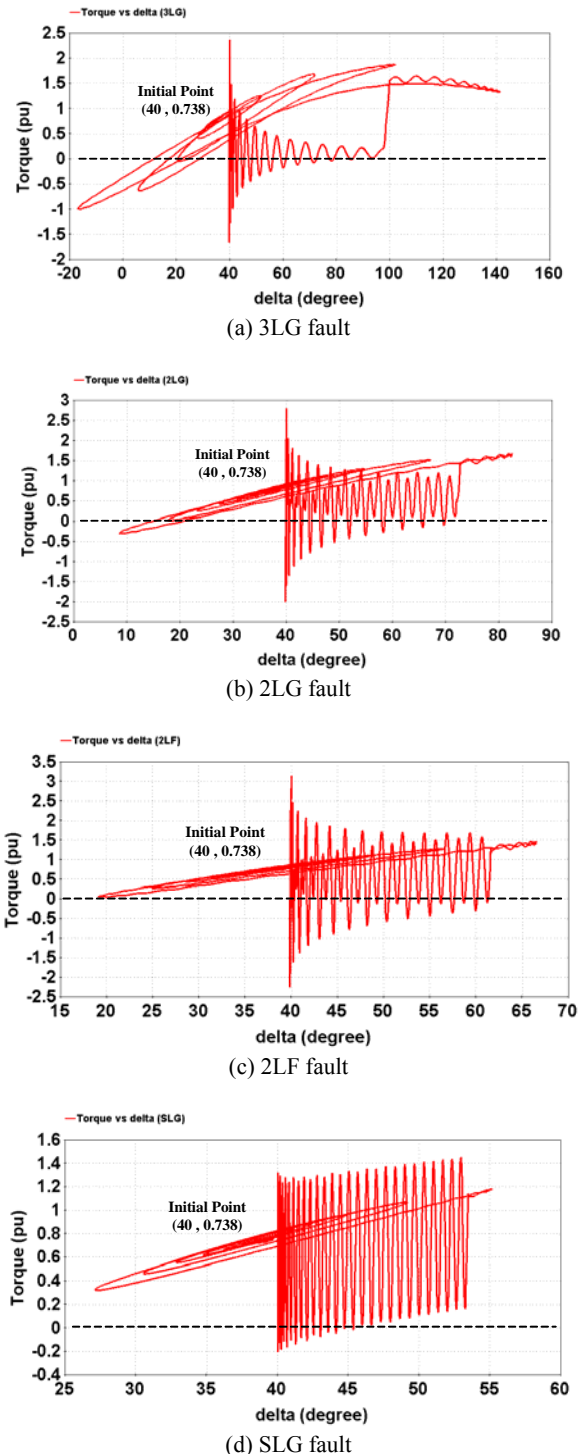 Torque vs delta (3LG)
2.5
2
1.5
1
0.5
0
-0.5
-1
-1.5
-2
Torque (pu)
Initial Point
(40 , 0.738)
-20 0 20 40 60 80 100 120 140 160
delta (degree)
(a) 3LG fault
Torque vs delta (2LG)
3
2.5
2
1.5
1
0.5
0
-0.5
-1
-1.5
-2
-2.5
Torque (pu)
Initial Point
(40 , 0.738)
0 10 20 30 40 50 60 70 80 90
delta (degree)
(b) 2LG fault
Torque vs delta (2LF)
3.5
3
2.5
2
1.5
1
0.5
0
-0.5
-1
-1.5
-2
-2.5
Torque (pu)
Initial Point
(40 , 0.738)
15 20 25 30 35 40 45 50 55 60 65 70
delta (degree)
(c) 2LF fault
Torque vs delta (SLG)
1.6
1.4
1.2
1
0.8
0.6
0.4
0.2
0
-0.2
-0.4
Torque (pu)
Initial Point
(40 , 0.738)
25 30 35 40 45 50 55 60
delta (degree)
(d) SLG fault